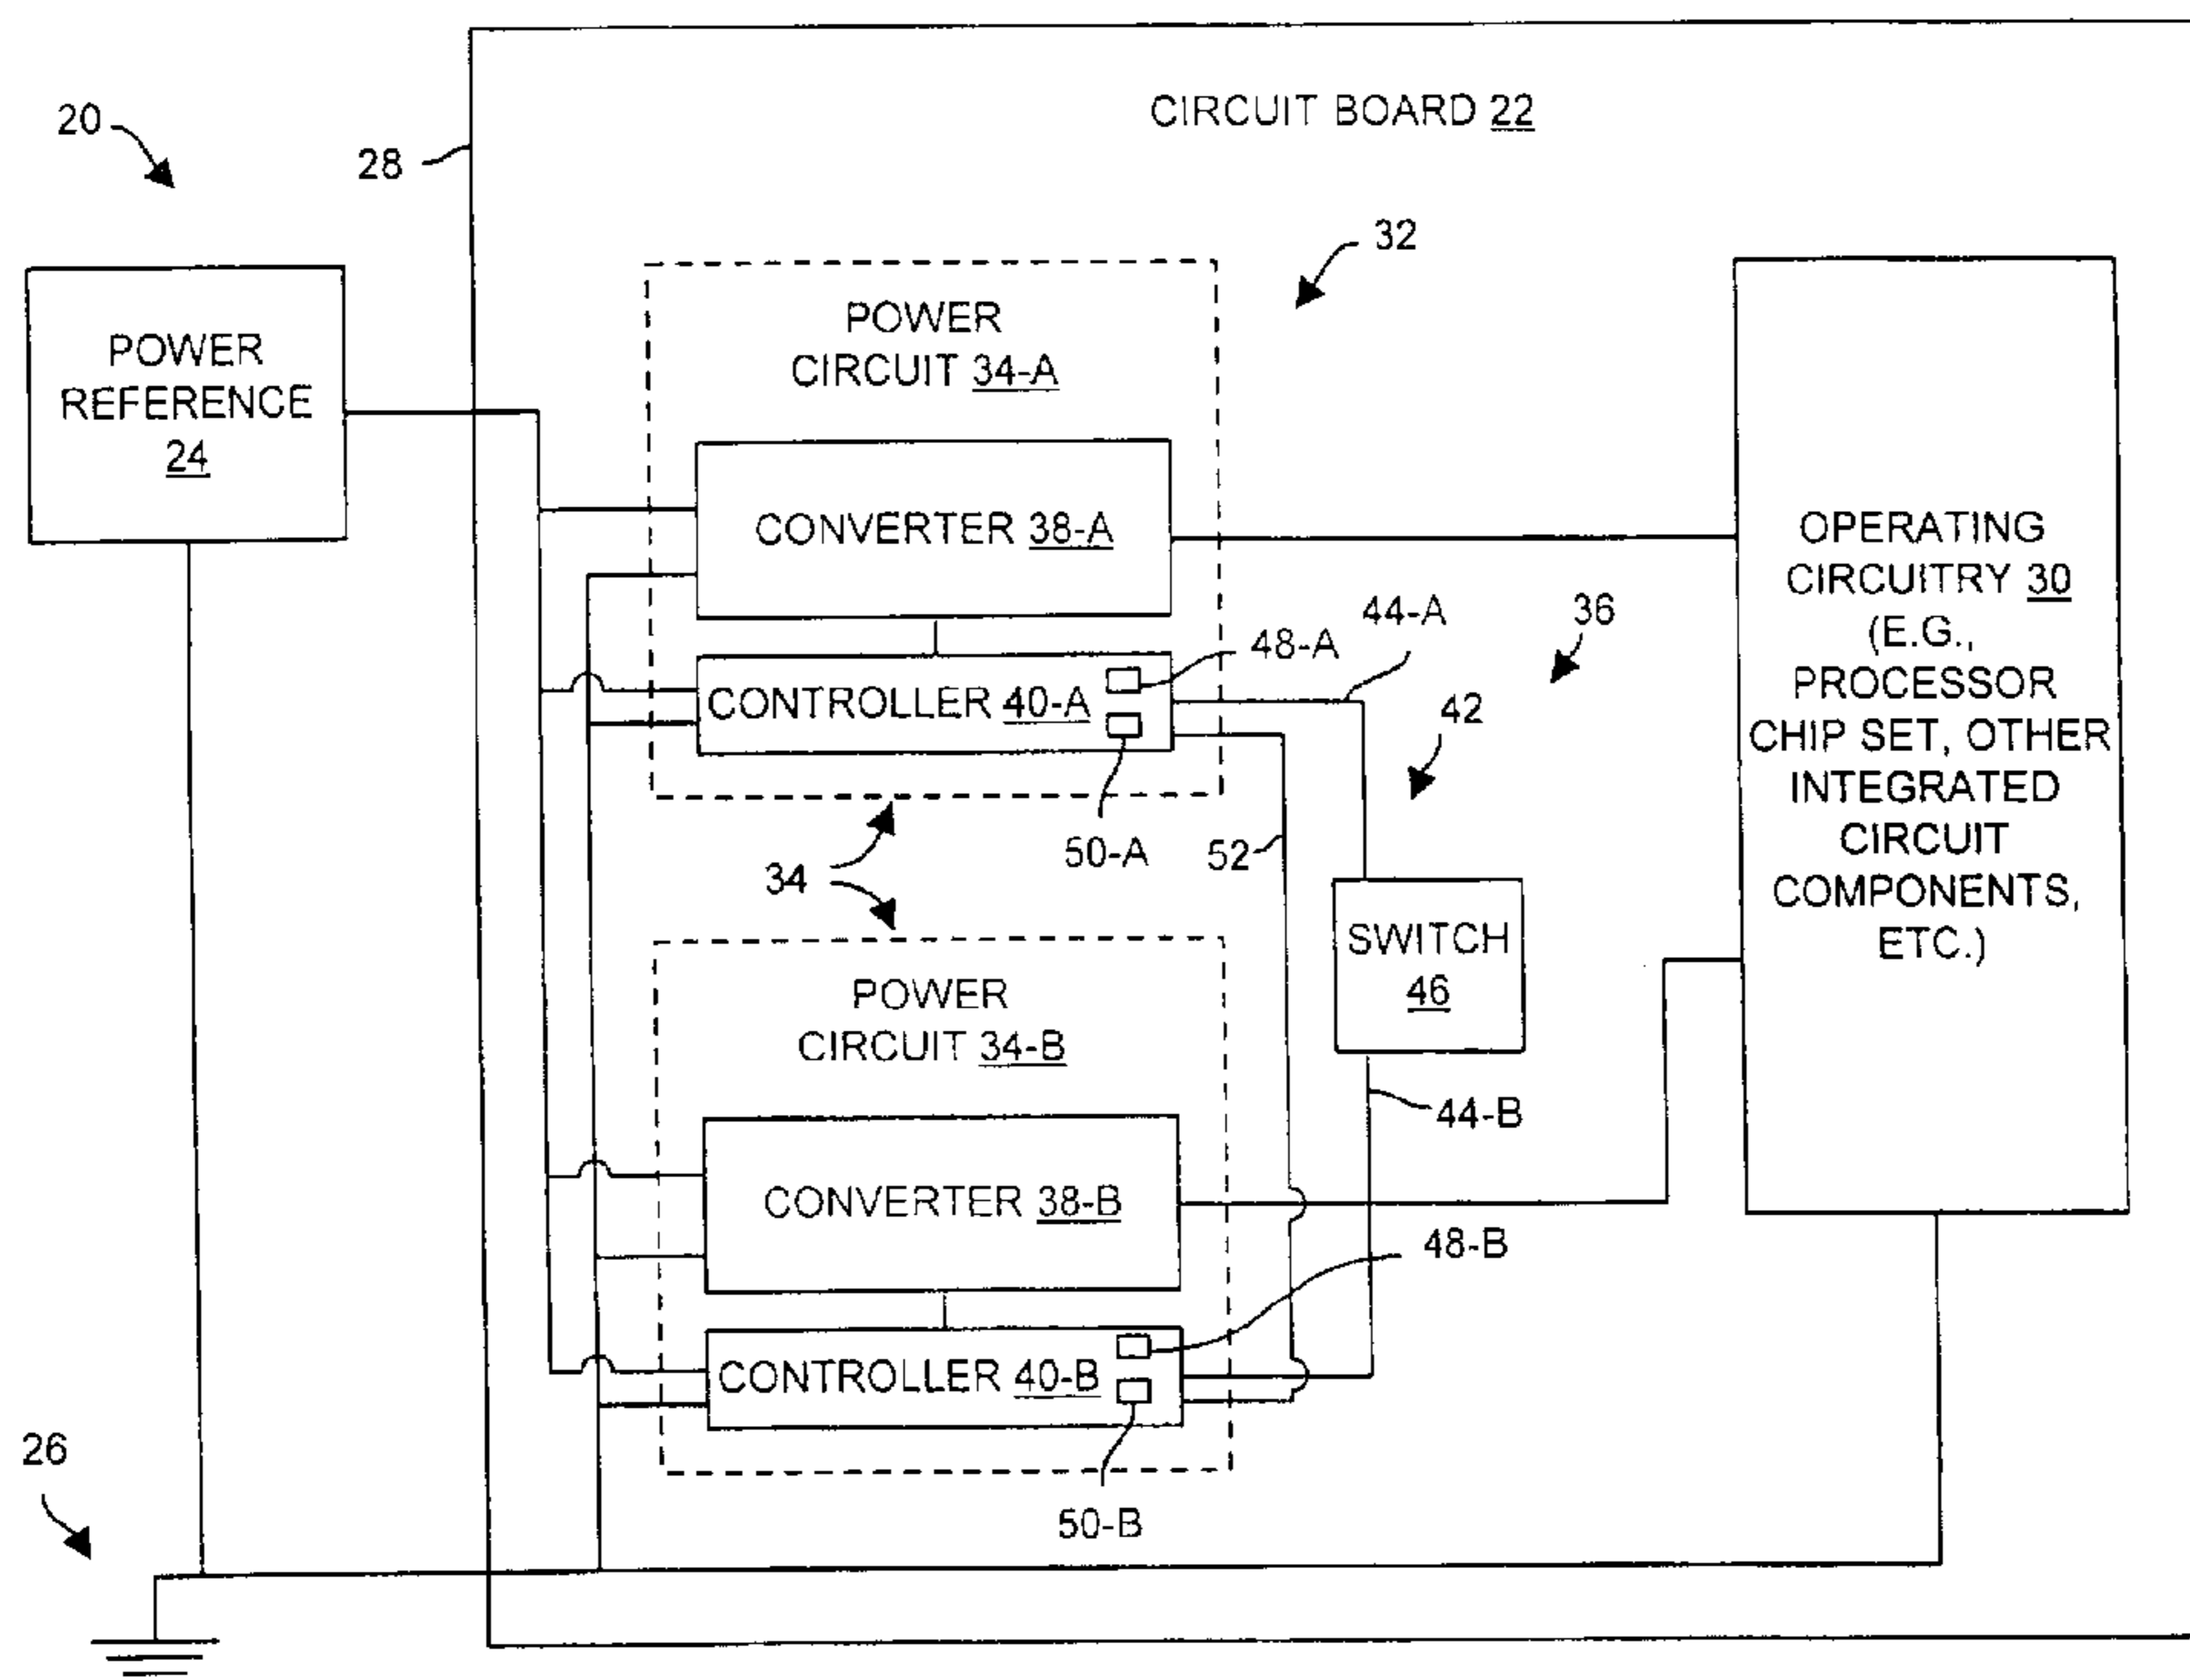 CIRCUIT BOARD 22
20
28
32
POWER
REFERENCE
24
POWER
CIRCUIT 34-A
CONVERTER 38-A
CONTROLLER 40-A
48-A
44-A
36
42
50-A
52
34
SWITCH
46
OPERATING
CIRCUITRY 30
(E.G.,
PROCESSOR
CHIP SET, OTHER
INTEGRATED
CIRCUIT
COMPONENTS,
ETC.)
POWER
CIRCUIT 34-B
CONVERTER 38-B
44-B
48-B
CONTROLLER 40-B
50-B
26